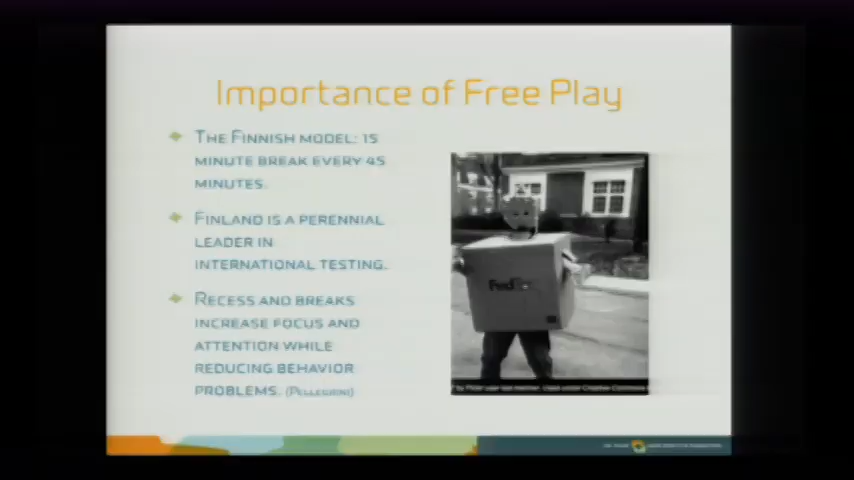 Importance of Free Play
The Finnish model: 15
minute break every 45
minutes.
Finland is a perennial
leader in
international testing.
Recess and breaks
increase focus and
attention while
reducing behavior
problems. (Pellegrini)
FedEx